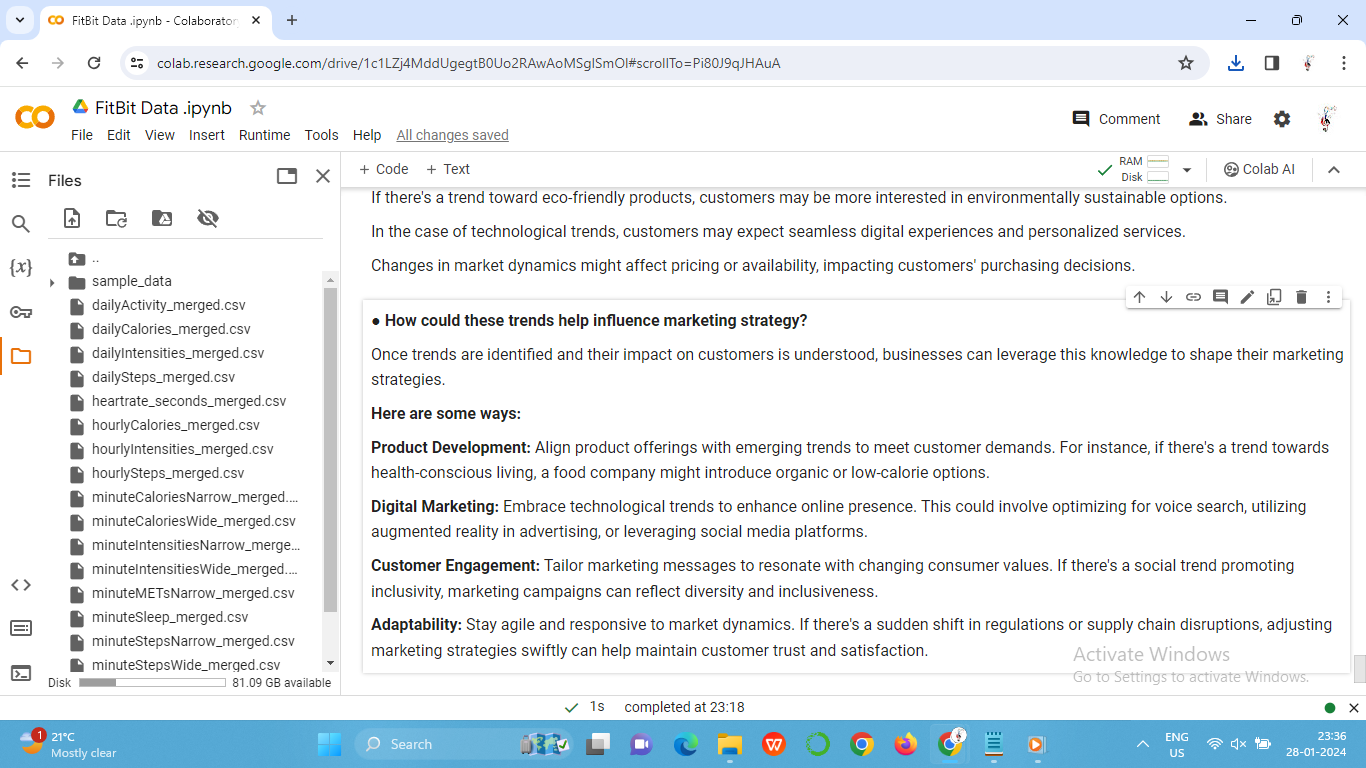 FitBit Data .ipynb - Colaborator
colab.research.google.com/drive/1c1LZj4MddUgegtB0Uo2RAwAoMSglSmOl#scrollTo=Pi80J9qJHAuA
FitBit Data .ipynb
File Edit View Insert Runtime Tools Help All changes saved
Comment Share
Files
+ Code + Text
RAM
Disk
Colab AI
..
sample_data
dailyActivity_merged.csv
dailyCalories_merged.csv
dailyIntensities_merged.csv
dailySteps_merged.csv
heartrate_seconds_merged.csv
hourlyCalories_merged.csv
hourlyIntensities_merged.csv
hourlySteps_merged.csv
minuteCaloriesNarrow_merged....
minuteCaloriesWide_merged.csv
minuteIntensitiesNarrow_merge...
minuteIntensitiesWide_merged....
minuteMETsNarrow_merged.csv
minuteSleep_merged.csv
minuteStepsNarrow_merged.csv
minuteStepsWide_merged.csv
Disk 81.09 GB available
If there's a trend toward eco-friendly products, customers may be more interested in environmentally sustainable options.
In the case of technological trends, customers may expect seamless digital experiences and personalized services.
Changes in market dynamics might affect pricing or availability, impacting customers' purchasing decisions.
● How could these trends help influence marketing strategy?
Once trends are identified and their impact on customers is understood, businesses can leverage this knowledge to shape their marketing
strategies.
Here are some ways:
Product Development: Align product offerings with emerging trends to meet customer demands. For instance, if there's a trend towards
health-conscious living, a food company might introduce organic or low-calorie options.
Digital Marketing: Embrace technological trends to enhance online presence. This could involve optimizing for voice search, utilizing
augmented reality in advertising, or leveraging social media platforms.
Customer Engagement: Tailor marketing messages to resonate with changing consumer values. If there's a social trend promoting
inclusivity, marketing campaigns can reflect diversity and inclusiveness.
Adaptability: Stay agile and responsive to market dynamics. If there's a sudden shift in regulations or supply chain disruptions, adjusting
marketing strategies swiftly can help maintain customer trust and satisfaction.
Activate Windows
Go to Settings to activate Windows.
1s completed at 23:18
1
21°C
Mostly clear
Search
ENG
US
23:36
28-01-2024